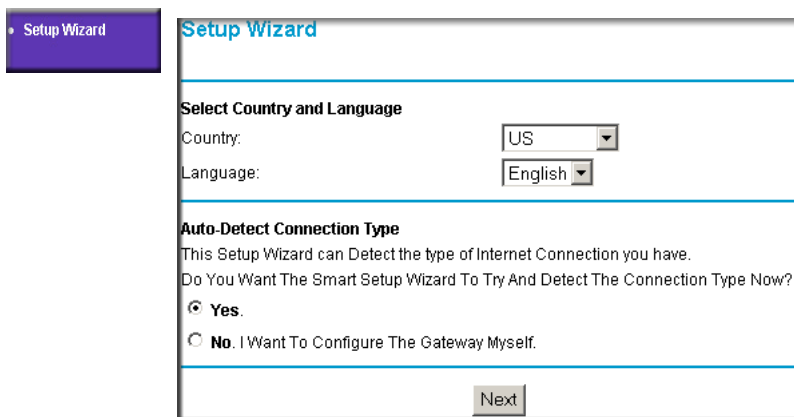 Setup Wizard
Setup Wizard
Select Country and Language
Country: US
Language: English
Auto-Detect Connection Type
This Setup Wizard can Detect the type of Internet Connection you have.
Do You Want The Smart Setup Wizard To Try And Detect The Connection Type Now?
Yes.
No. I Want To Configure The Gateway Myself.
Next